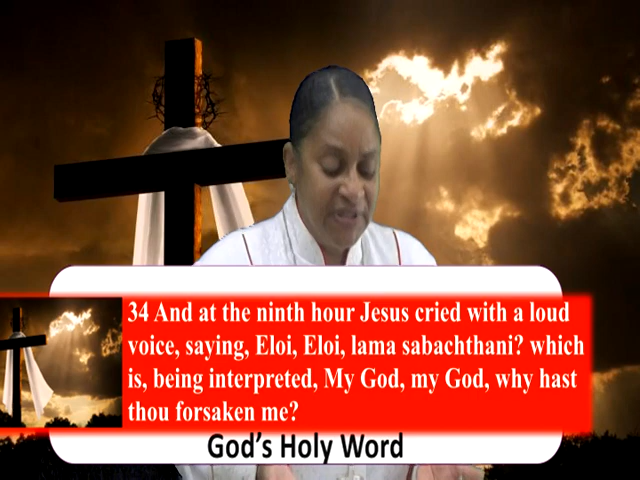 34 And at the ninth hour Jesus cried with a loud
voice, saying, Eloi, Eloi, lama sabachthani? which
is, being interpreted, My God, my God, why hast
thou forsaken me?
God's Holy Word